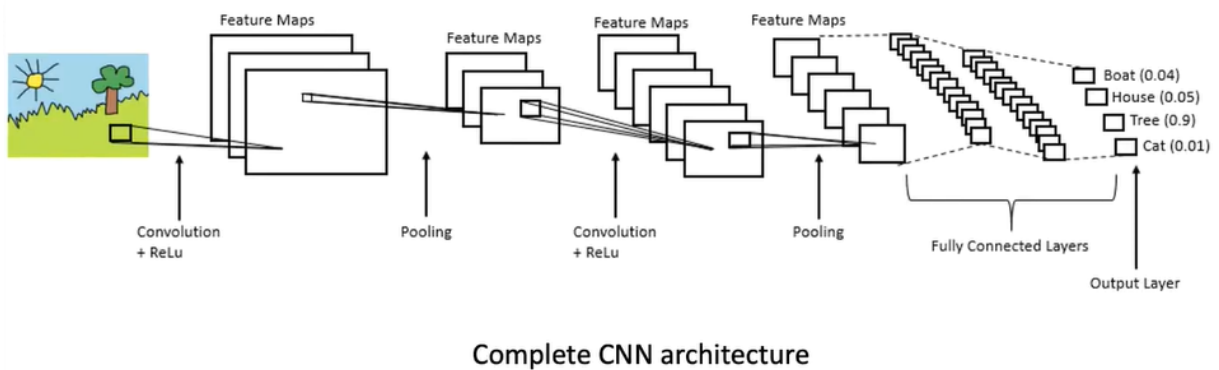 Feature Maps
Feature Maps
Feature Maps
Feature Maps
Boat (0.04)
House (0.05)
Tree (0.9)
Cat (0.01)
Convolution
+ ReLu
Pooling
Convolution
+ ReLu
Pooling
Fully Connected Layers
Output Layer
Complete CNN architecture